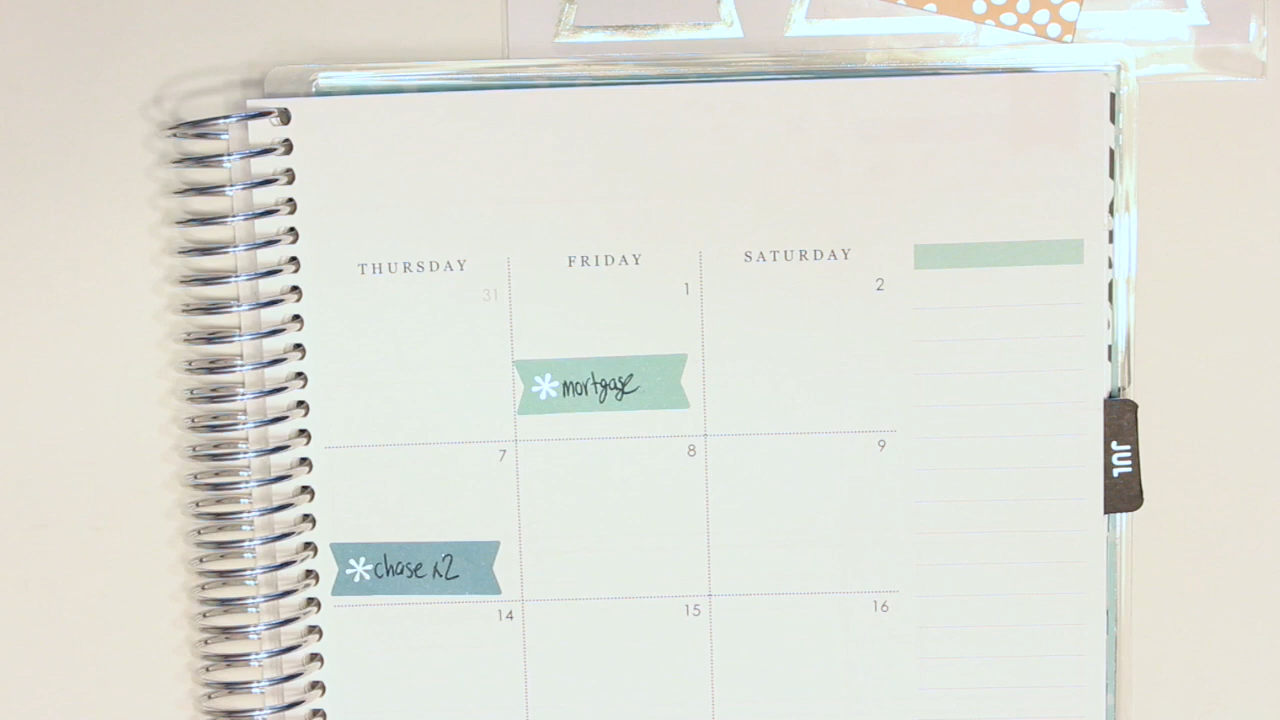 THURSDAY FRIDAY SATURDAY
31 1 2
*mortgage
7 8 9
*chase x2
14 15 16
JUL